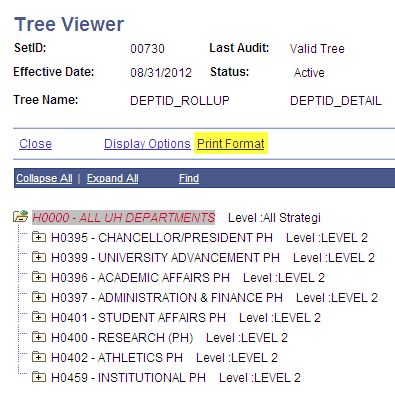 Tree Viewer
SetID: 00730 Last Audit: Valid Tree
Effective Date: 08/31/2012 Status: Active
Tree Name: DEPTID_ROLLUP DEPTID_DETAIL
Close Display Options Print Format
Collapse All | Expand All Find
H0000 - ALL UH DEPARTMENTS Level :All Strategi
H0395 - CHANCELLOR/PRESIDENT PH Level :LEVEL 2
H0399 - UNIVERSITY ADVANCEMENT PH Level :LEVEL 2
H0396 - ACADEMIC AFFAIRS PH Level :LEVEL 2
H0397 - ADMINISTRATION & FINANCE PH Level :LEVEL 2
H0401 - STUDENT AFFAIRS PH Level :LEVEL 2
H0400 - RESEARCH (PH) Level :LEVEL 2
H0402 - ATHLETICS PH Level :LEVEL 2
H0459 - INSTITUTIONAL PH Level :LEVEL 2